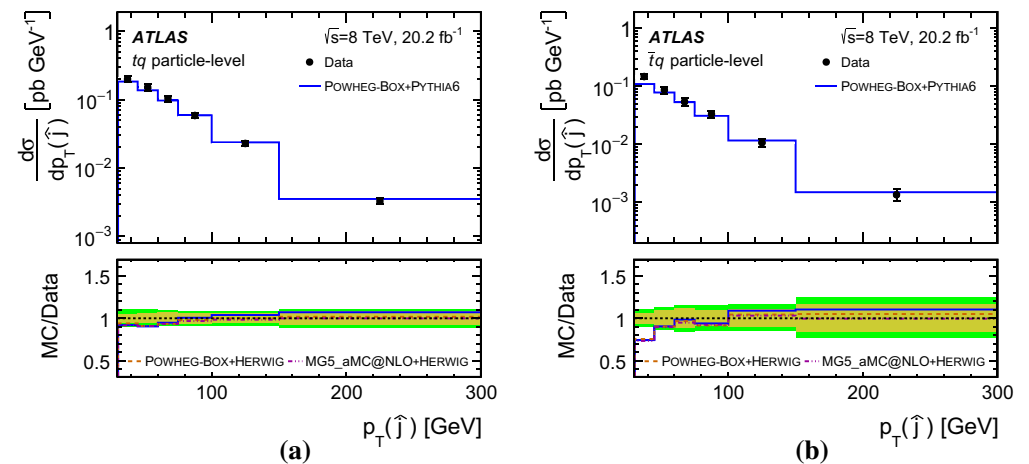 ATLAS
√s=8 TeV, 20.2 fb⁻¹
tq particle-level
Data
POWHEG-BOX+PYTHIA6
dσ/dp_T(ĵ) [pb GeV⁻¹]
1
10⁻¹
10⁻²
10⁻³
MC/Data
1.5
1
0.5
POWHEG-BOX+HERWIG
MG5_aMC@NLO+HERWIG
100 200 300
p_T(ĵ) [GeV]
(a)
ATLAS
√s=8 TeV, 20.2 fb⁻¹
t̄q particle-level
Data
POWHEG-BOX+PYTHIA6
dσ/dp_T(ĵ) [pb GeV⁻¹]
1
10⁻¹
10⁻²
10⁻³
MC/Data
1.5
1
0.5
POWHEG-BOX+HERWIG
MG5_aMC@NLO+HERWIG
100 200 300
p_T(ĵ) [GeV]
(b)